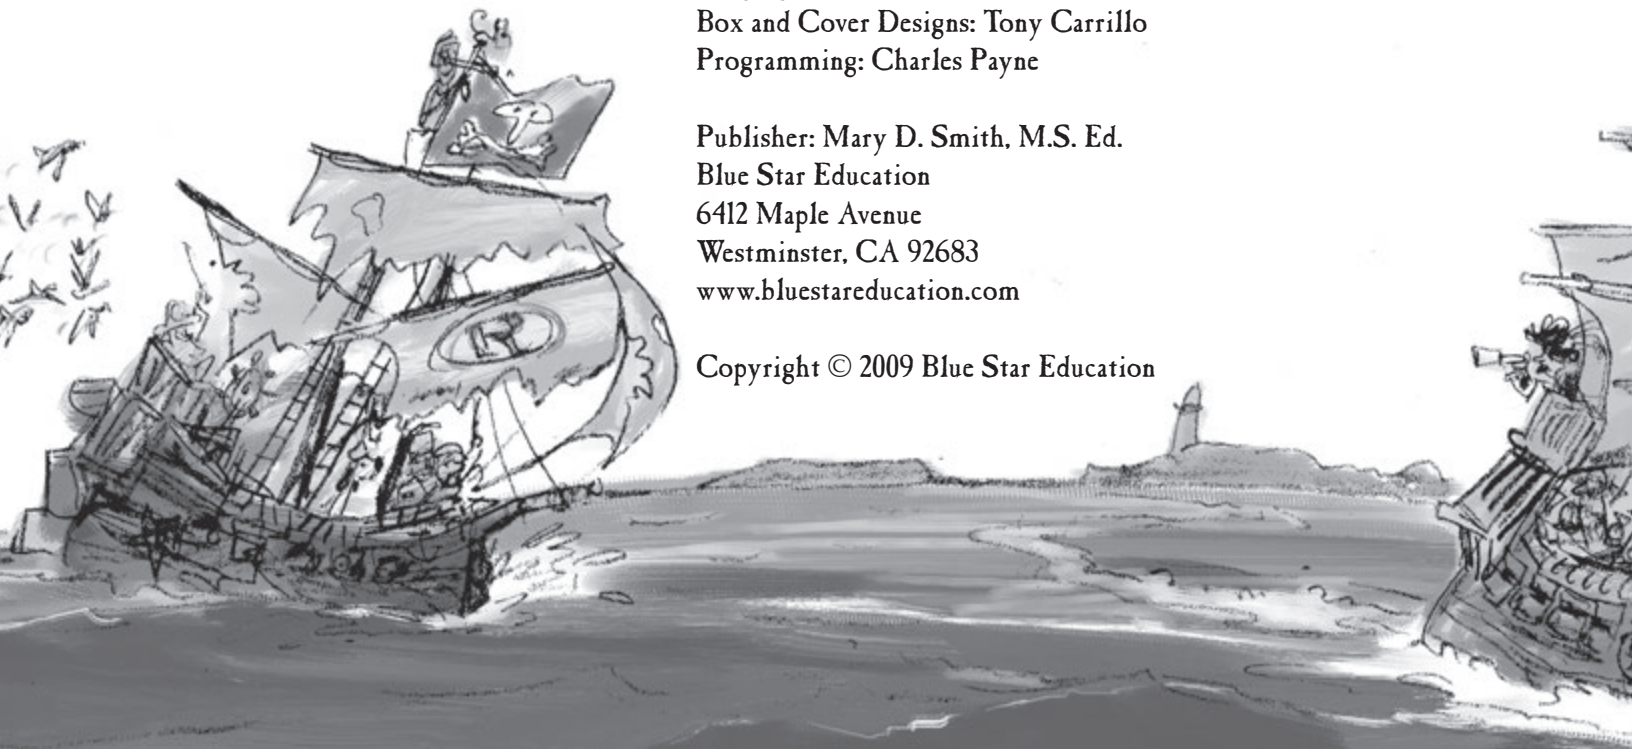 Box and Cover Designs: Tony Carrillo
Programming: Charles Payne
Publisher: Mary D. Smith, M.S. Ed.
Blue Star Education
6412 Maple Avenue
Westminster, CA 92683
www.bluestareducation.com
Copyright © 2009 Blue Star Education